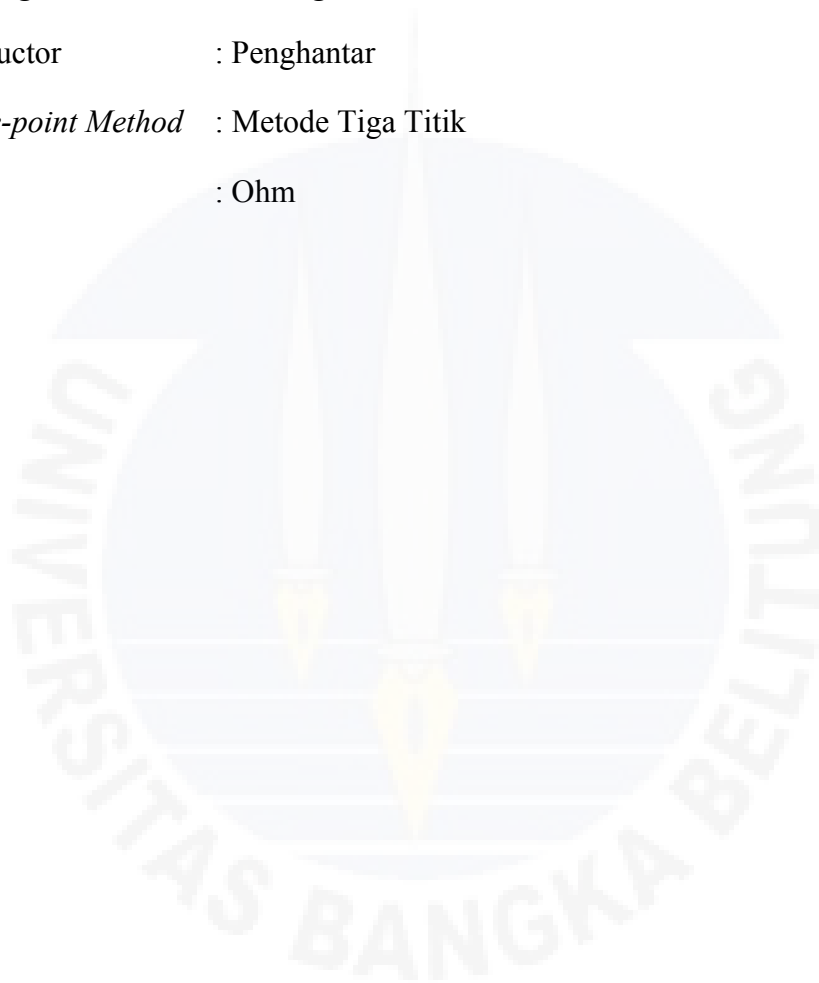 uctor : Penghantar
-point Method : Metode Tiga Titik
: Ohm
UNIVERSITAS BANGKA BELITUNG